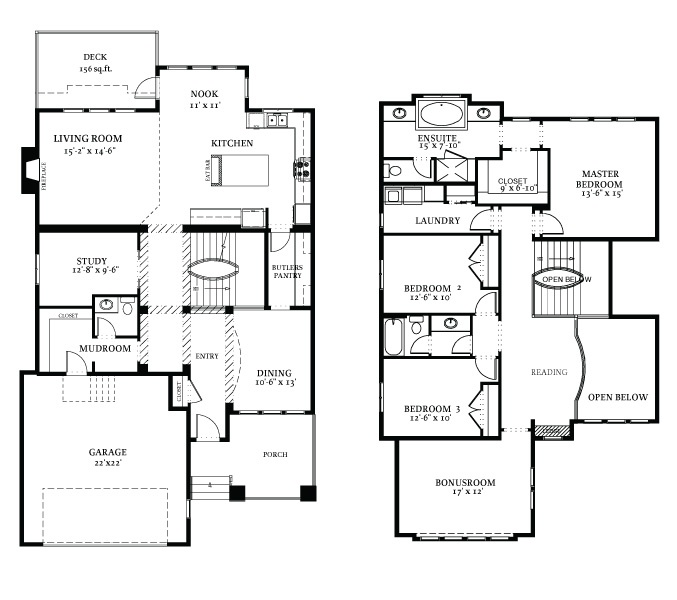 DECK
156 sq.ft.
NOOK
11' x 11'
LIVING ROOM
15'-2" x 14'-6"
KITCHEN
EAT BAR
FIREPLACE
STUDY
12'-8" x 9'-6"
BUTLERS
PANTRY
CLOSET
MUDROOM
ENTRY
DINING
10'-6" x 13'
CLOSET
GARAGE
22'x22'
PORCH
4
ENSUITE
15' x 7'-10"
CLOSET
9' x 6'-10"
MASTER
BEDROOM
13'-6" x 15'
LAUNDRY
BEDROOM 2
12'-6" x 10'
OPEN BELOW
READING
OPEN BELOW
BEDROOM 3
12'-6" x 10'
BONUSROOM
17' x 12'